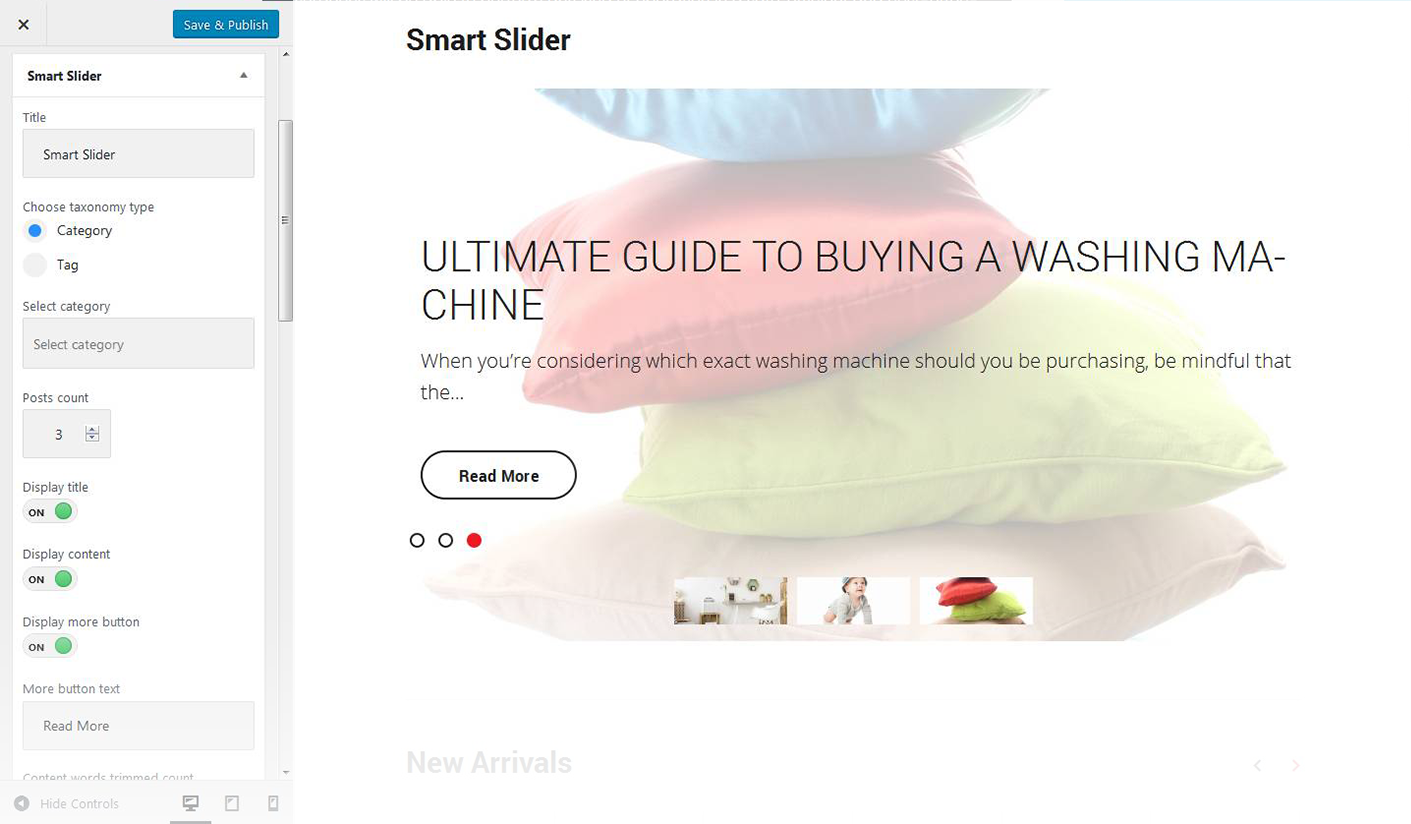 Save & Publish
Smart Slider
Title
Smart Slider
Choose taxonomy type
Category
Tag
Select category
Select category
Posts count
3
Display title
ON
Display content
ON
Display more button
ON
More button text
Read More
Content words trimmed count
Hide Controls
Smart Slider
ULTIMATE GUIDE TO BUYING A WASHING MA-
CHINE
When you’re considering which exact washing machine should you be purchasing, be mindful that
the...
Read More
New Arrivals